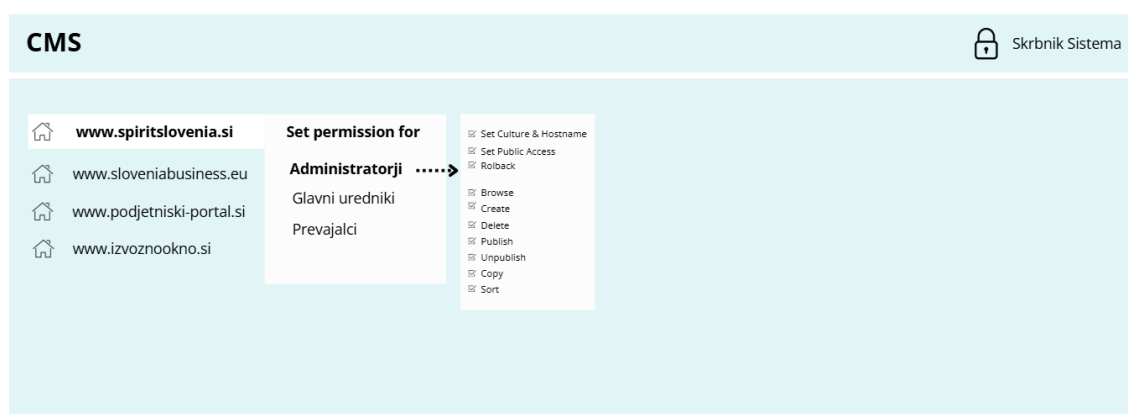 CMS
Skrbnik Sistema
www.spiritslovenia.si
www.sloveniabusiness.eu
www.podjetniski-portal.si
www.izvoznookno.si
Set permission for
Administratorji
Glavni uredniki
Prevajalci
Set Culture & Hostname
Set Public Access
Rolback
Browse
Create
Delete
Publish
Unpublish
Copy
Sort